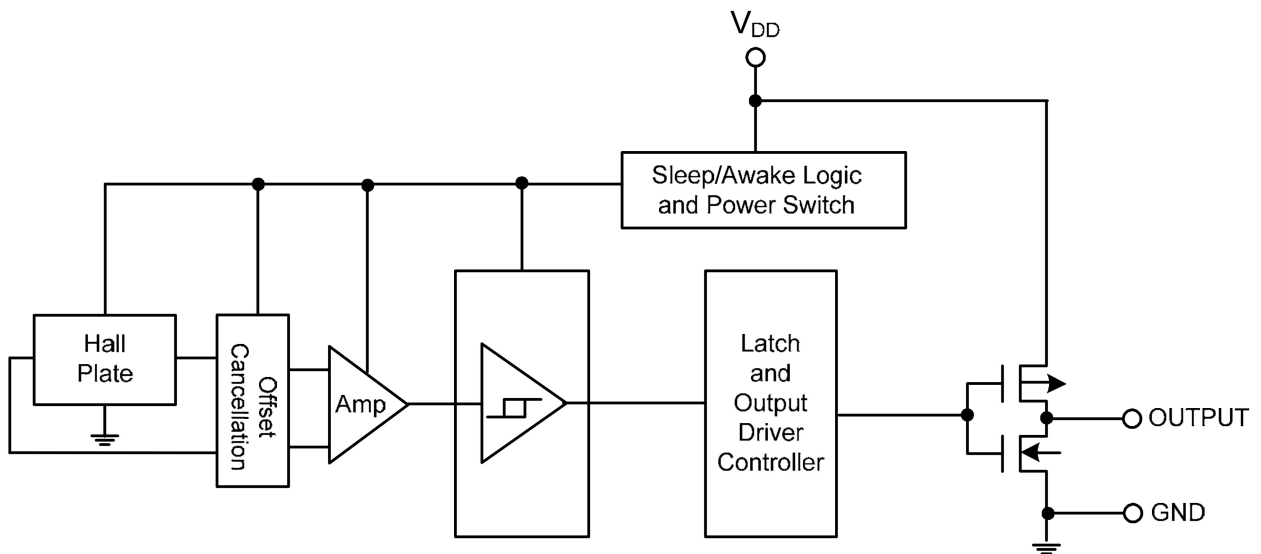 VDD
Sleep/Awake Logic
and Power Switch
Hall
Plate
Offset
Cancellation
Amp
Latch
and
Output
Driver
Controller
OUTPUT
GND